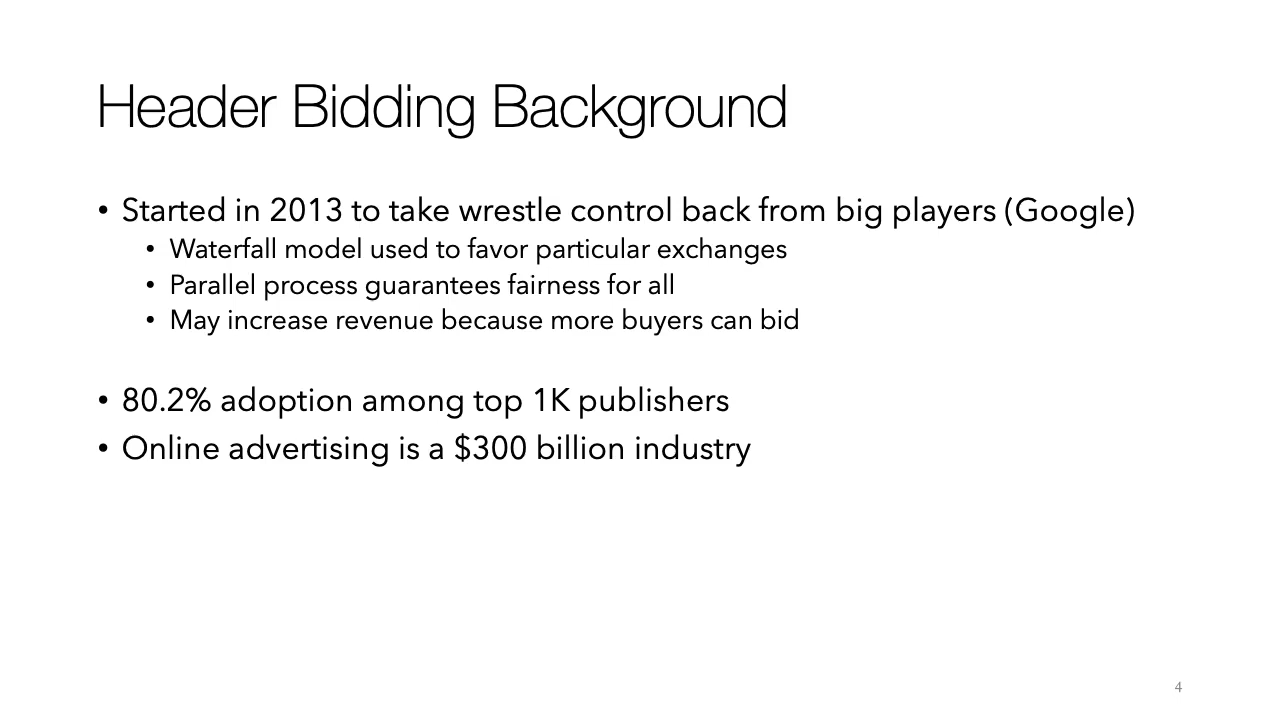 Header Bidding Background
• Started in 2013 to take wrestle control back from big players (Google)
• Waterfall model used to favor particular exchanges
• Parallel process guarantees fairness for all
• May increase revenue because more buyers can bid
• 80.2% adoption among top 1K publishers
• Online advertising is a $300 billion industry
4